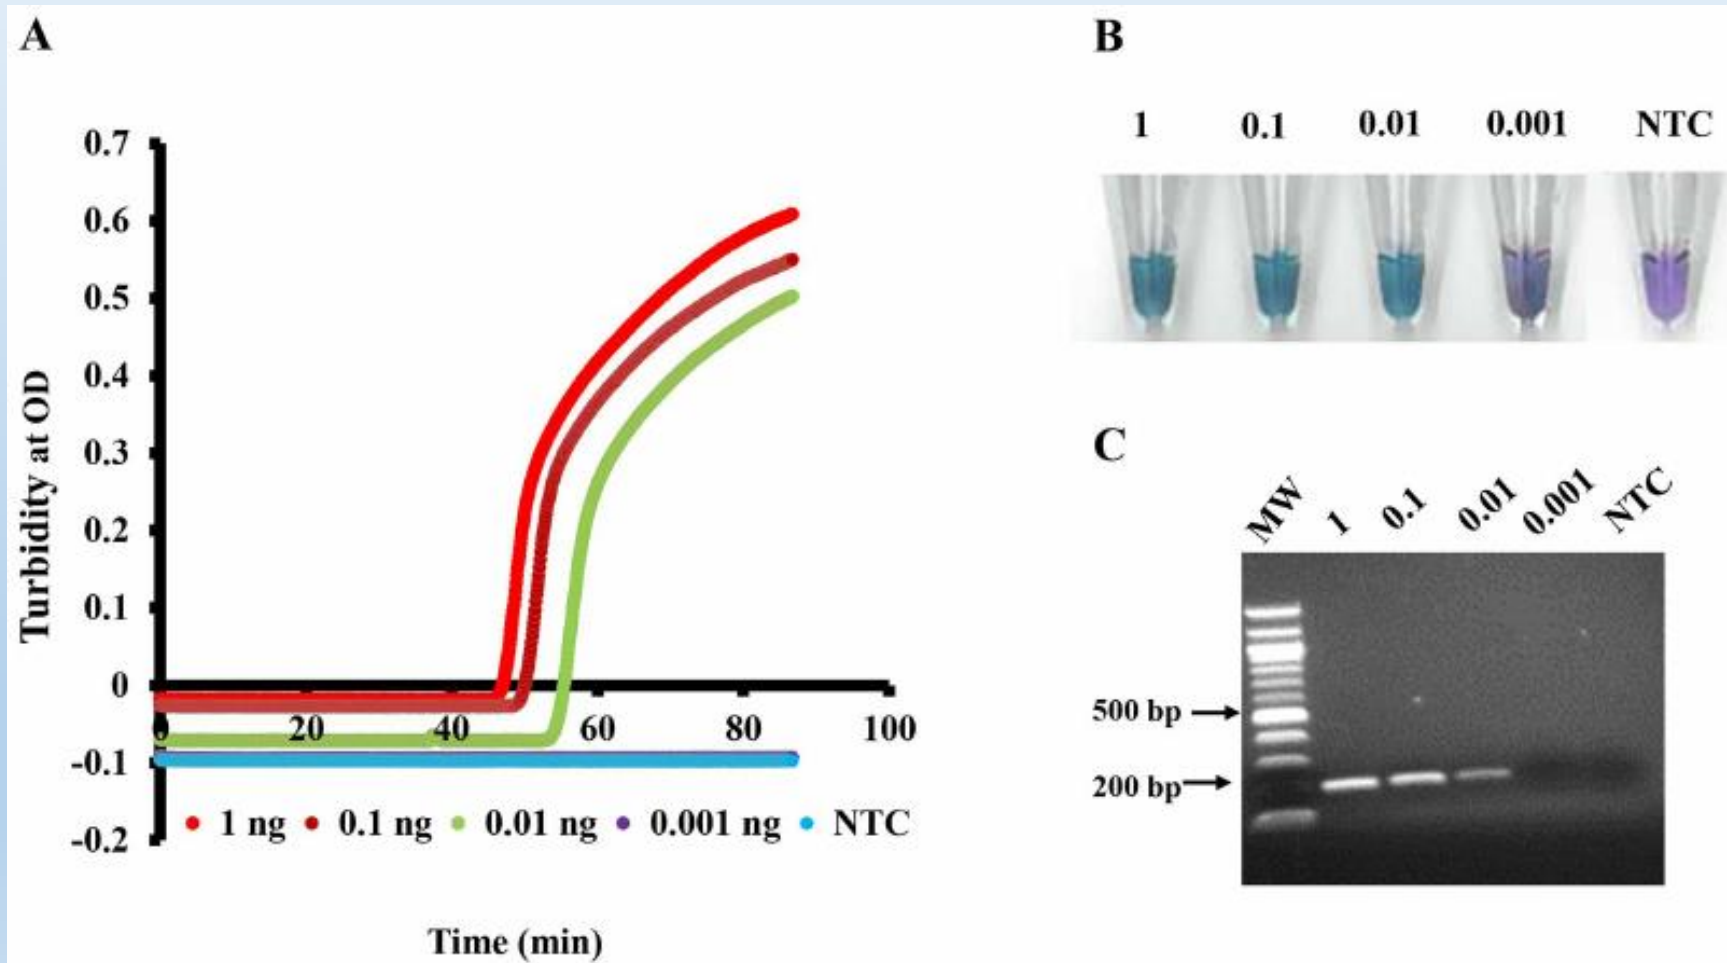 A
0.7
0.6
0.5
0.4
0.3
0.2
0.1
0
-0.1
-0.2
0 20 40 60 80 100
Turbidity at OD
1 ng 0.1 ng 0.01 ng 0.001 ng NTC
Time (min)
B
1 0.1 0.01 0.001 NTC
C
MW 1 0.1 0.01 0.001 NTC
500 bp
200 bp